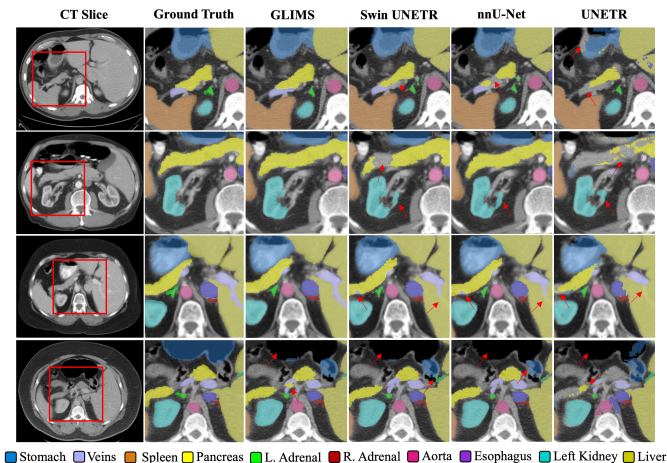 CT Slice Ground Truth GLIMS Swin UNETR nnU-Net UNETR
Stomach Veins Spleen Pancreas L. Adrenal R. Adrenal Aorta Esophagus Left Kidney Liver